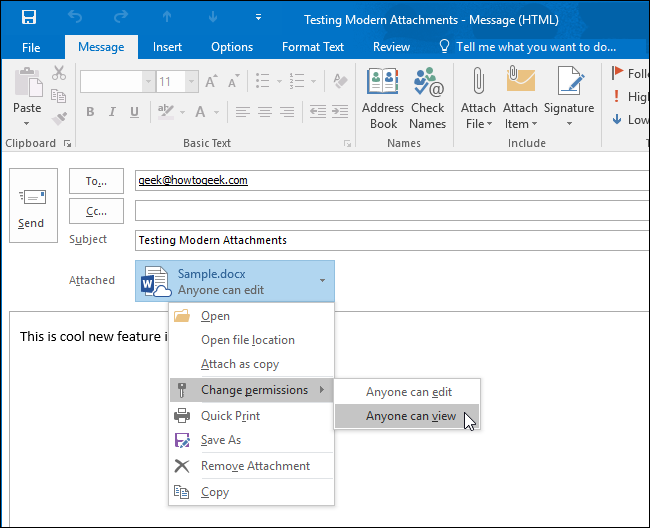 Testing Modern Attachments - Message (HTML)
File Message Insert Options Format Text Review Tell me what you want to do...
Paste
11
B I U A
Address Book
Check Names
Attach File
Attach Item
Signature
Follo
High
Low
Clipboard Basic Text Names Include T
Send
To...
geek@howtogeek.com
Cc...
Subject Testing Modern Attachments
Attached
W
Sample.docx
Anyone can edit
This is cool new feature i
Open
Open file location
Attach as copy
Change permissions
Anyone can edit
Anyone can view
Quick Print
Save As
Remove Attachment
Copy